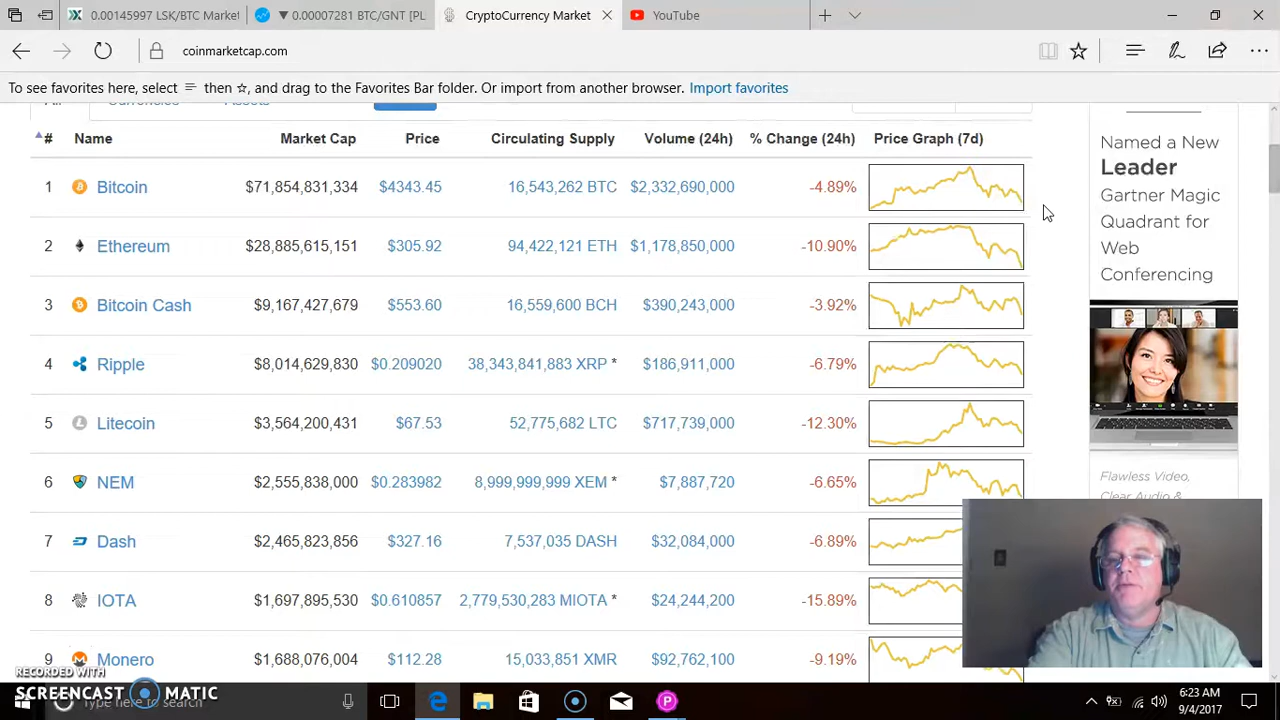 0.00145997 LSK/BTC Market
▼ 0.00007281 BTC/GNT [PL
CryptoCurrency Market
YouTube
coinmarketcap.com
To see favorites here, select then ☆, and drag to the Favorites Bar folder. Or import from another browser. Import favorites
All Currencies Assets
# Name Market Cap Price Circulating Supply Volume (24h) % Change (24h) Price Graph (7d)
1 Bitcoin $71,854,831,334 $4343.45 16,543,262 BTC $2,332,690,000 -4.89%
2 Ethereum $28,885,615,151 $305.92 94,422,121 ETH $1,178,850,000 -10.90%
3 Bitcoin Cash $9,167,427,679 $553.60 16,559,600 BCH $390,243,000 -3.92%
4 Ripple $8,014,629,830 $0.209020 38,343,841,883 XRP * $186,911,000 -6.79%
5 Litecoin $3,564,200,431 $67.53 52,775,682 LTC $717,739,000 -12.30%
6 NEM $2,555,838,000 $0.283982 8,999,999,999 XEM * $7,887,720 -6.65%
7 Dash $2,465,823,856 $327.16 7,537,035 DASH $32,084,000 -6.89%
8 IOTA $1,697,895,530 $0.610857 2,779,530,283 MIOTA * $24,244,200 -15.89%
9 Monero $1,688,076,004 $112.28 15,033,851 XMR $92,762,100 -9.19%
Named a New
Leader
Gartner Magic
Quadrant for
Web
Conferencing
Flawless Video,
Clear Audio &
RECORDED WITH
SCREENCAST MATIC
Type here to search
6:23 AM
9/4/2017